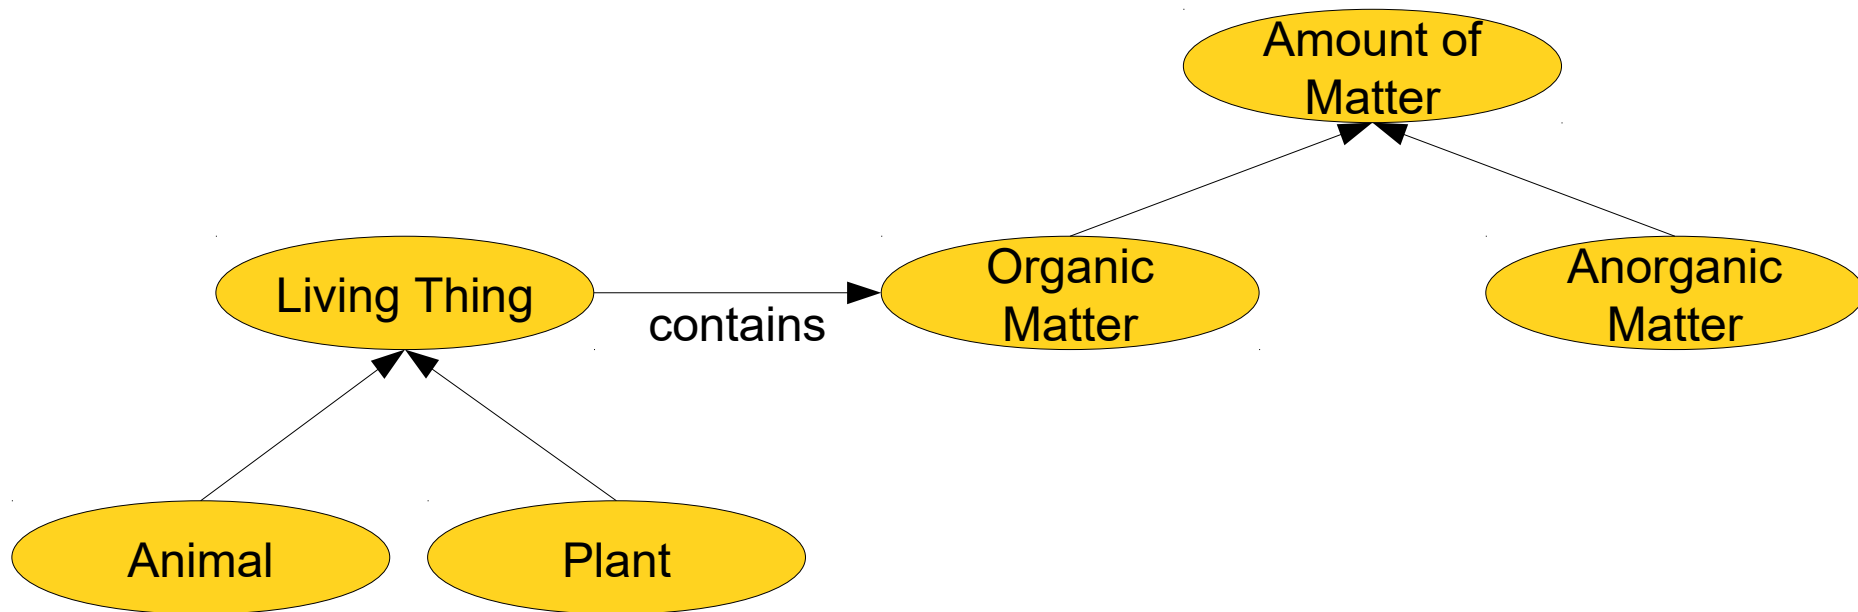 Amount of
Matter
Living Thing
contains
Organic
Matter
Anorganic
Matter
Animal
Plant